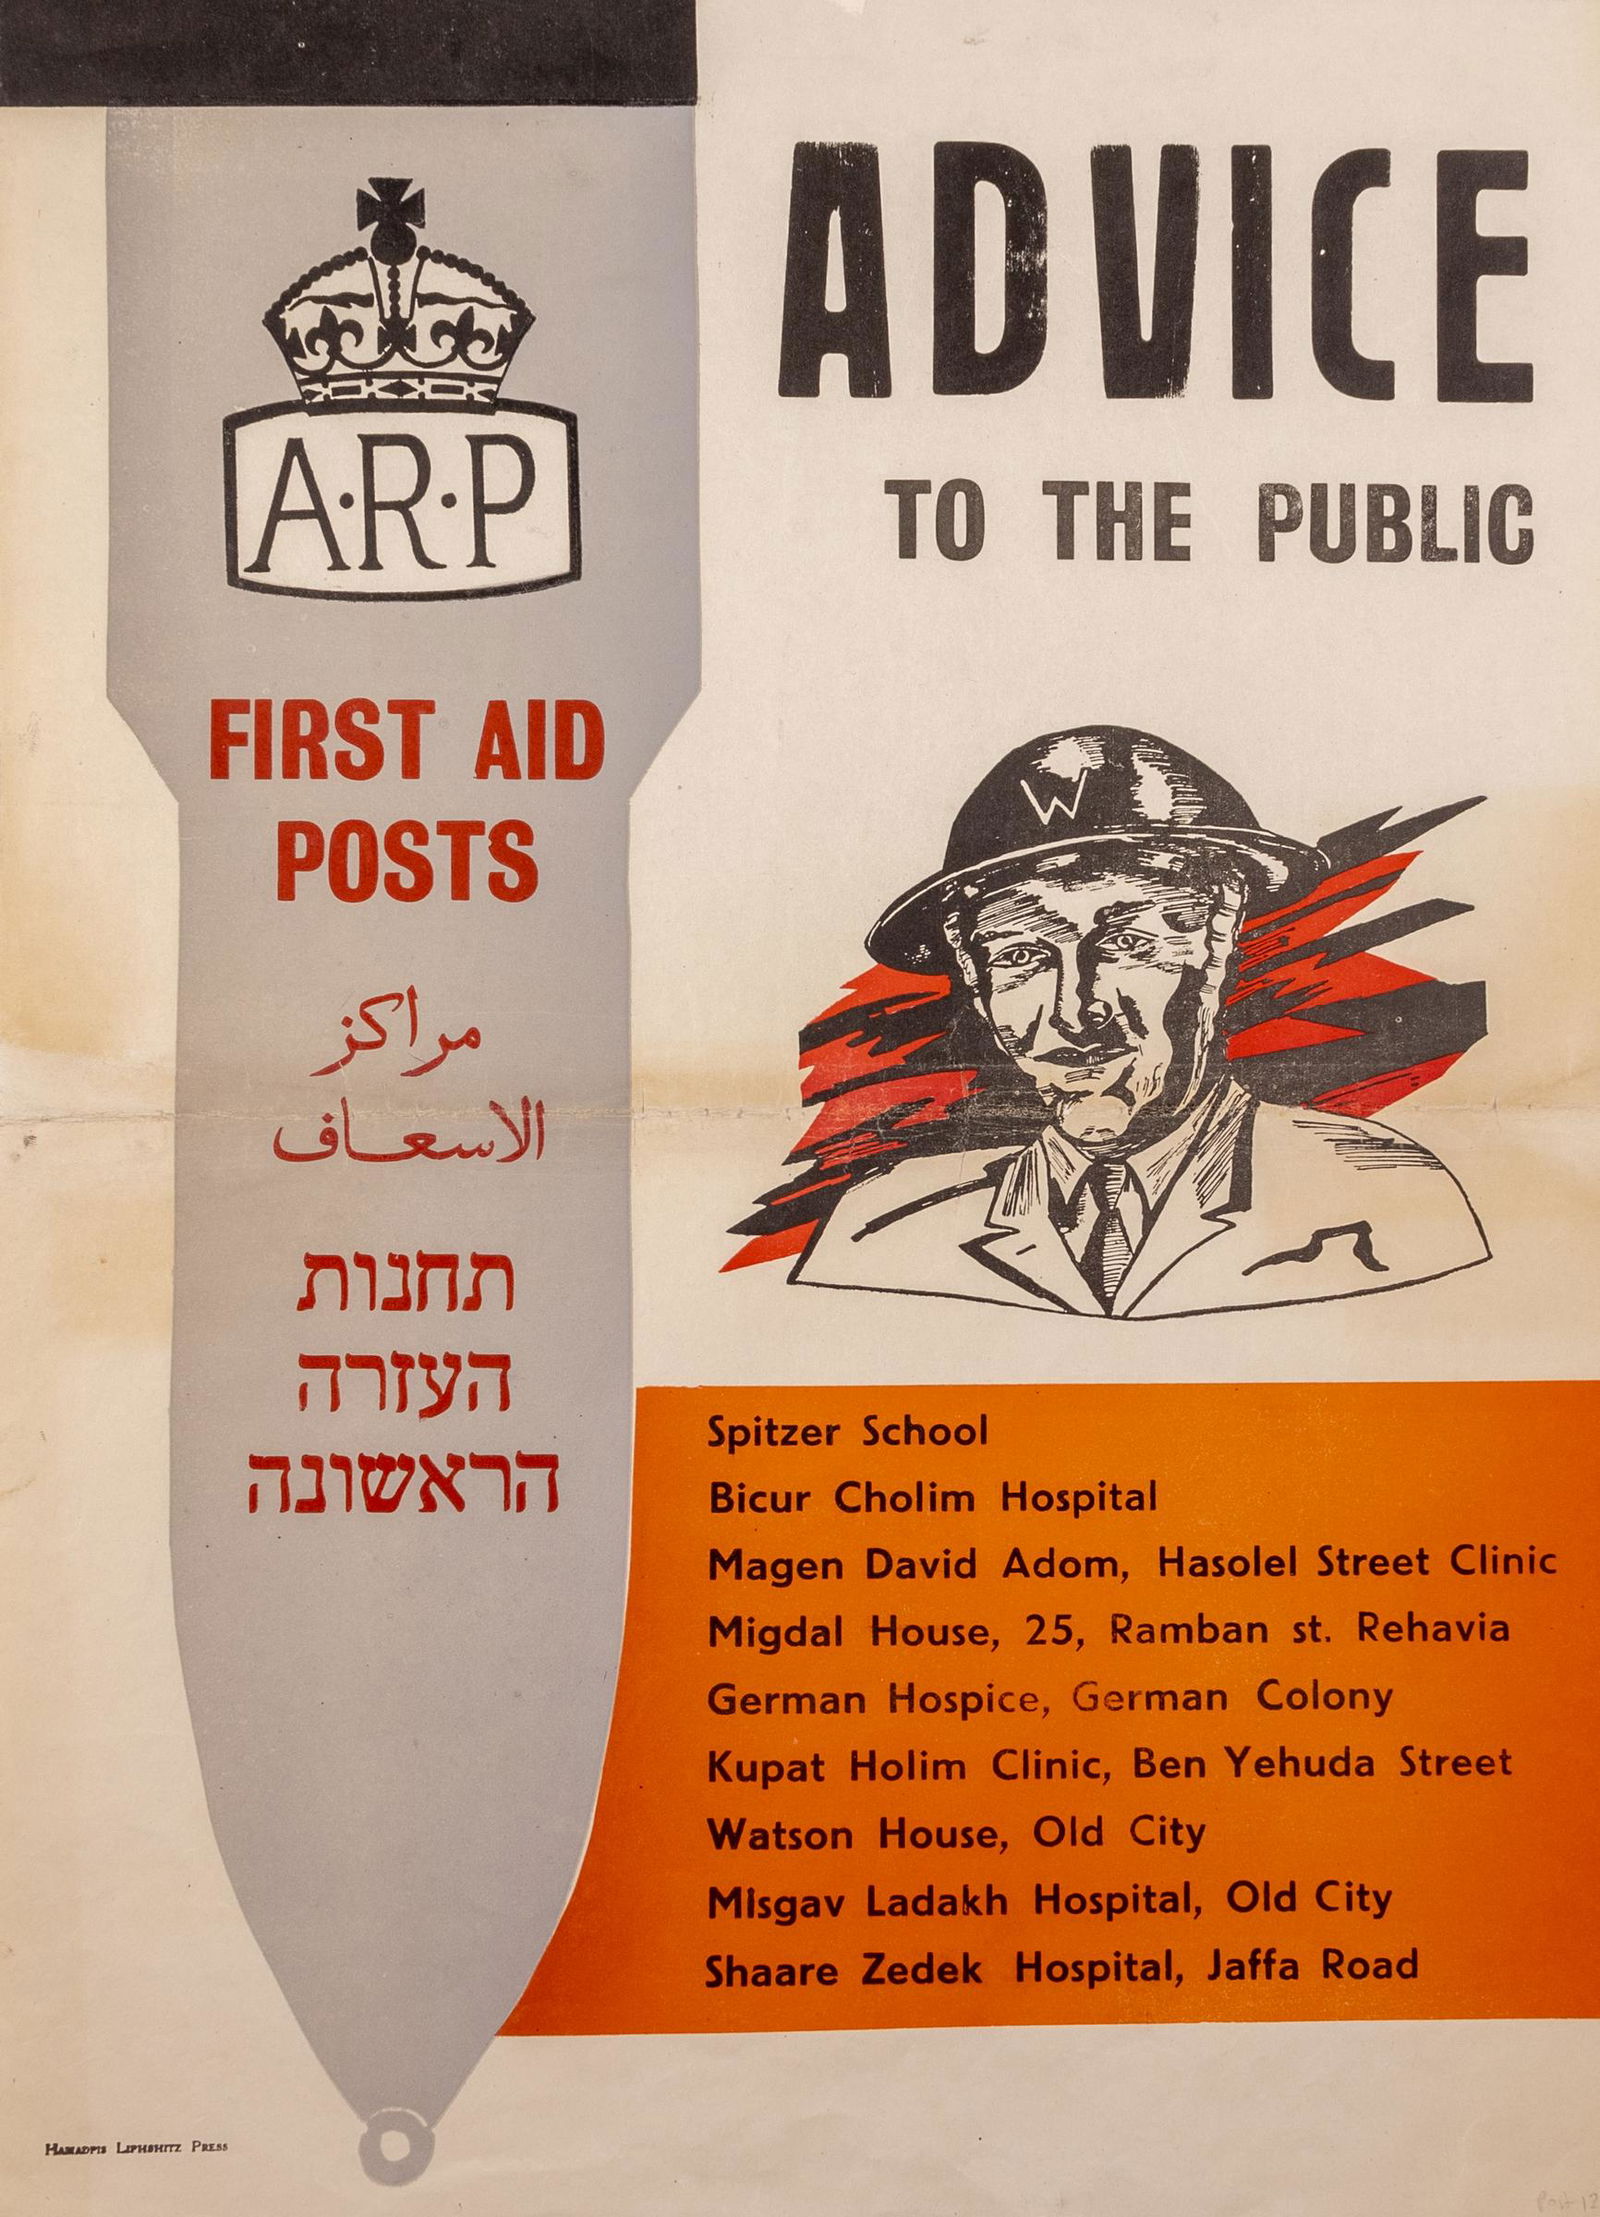 A·R·P
FIRST AID
POSTS
مراكز
الاسعاف
תחנות
העזרה
הראשונה
ADVICE
TO THE PUBLIC
W
Spitzer School
Bicur Cholim Hospital
Magen David Adom, Hasolel Street Clinic
Migdal House, 25, Ramban st. Rehavia
German Hospice, German Colony
Kupat Holim Clinic, Ben Yehuda Street
Watson House, Old City
Misgav Ladakh Hospital, Old City
Shaare Zedek Hospital, Jaffa Road
HAMADPIS LIPHSHITZ PRESS